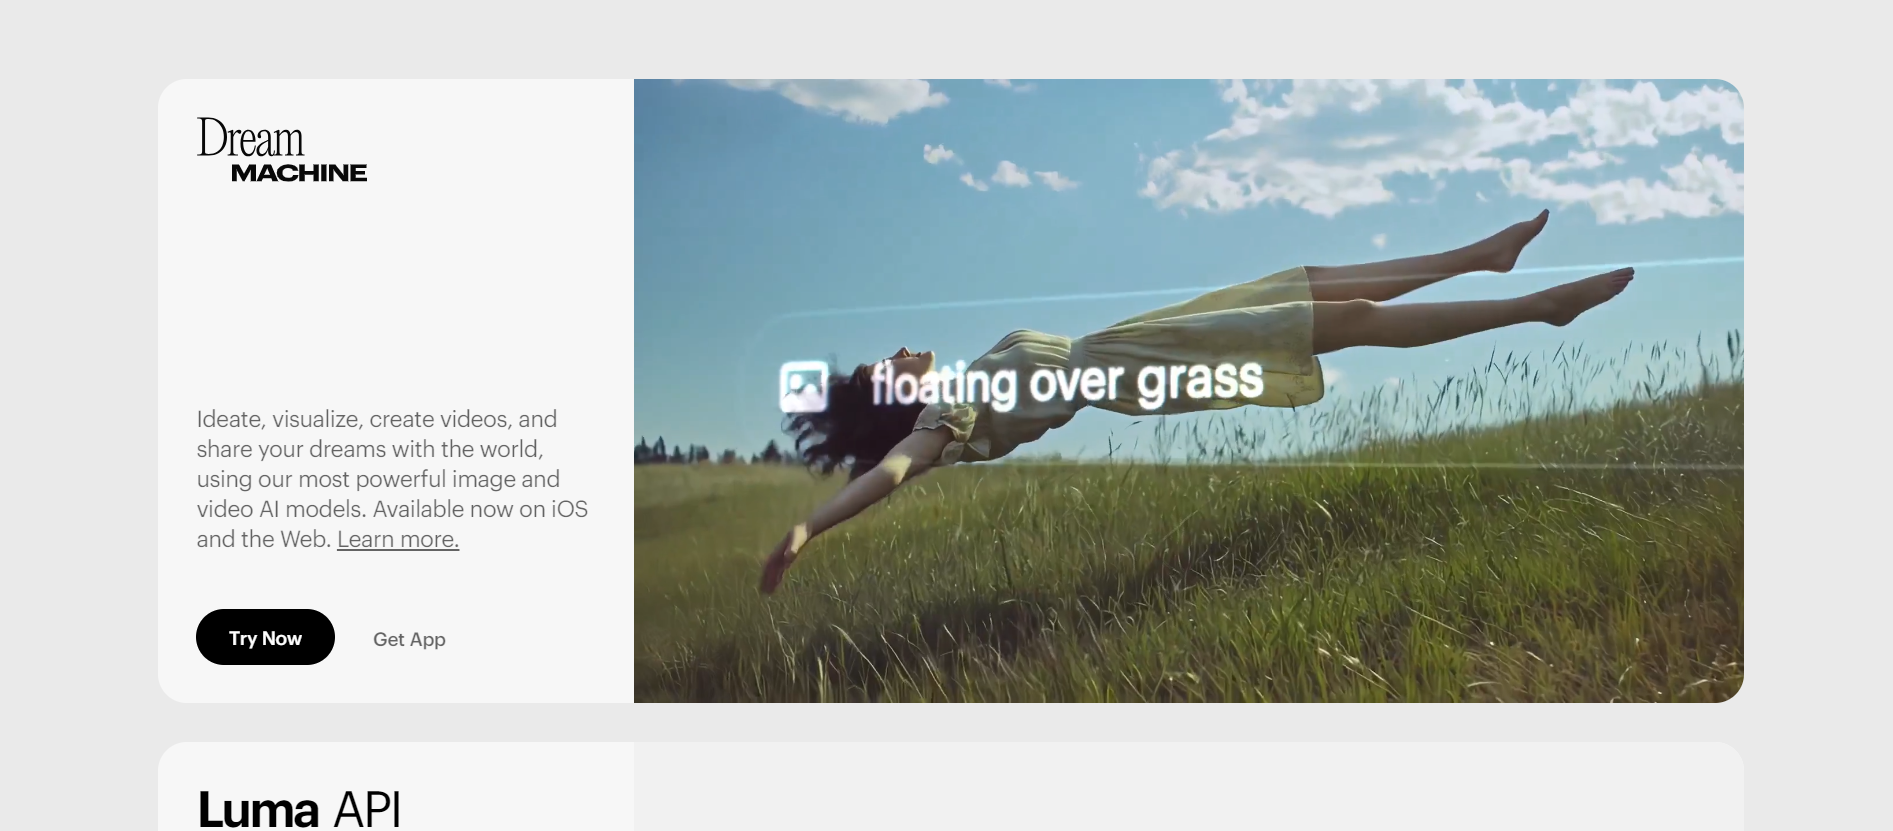 Dream
MACHINE
Ideate, visualize, create videos, and
share your dreams with the world,
using our most powerful image and
video AI models. Available now on iOS
and the Web. Learn more.
Try Now
Get App
floating over grass
Luma API